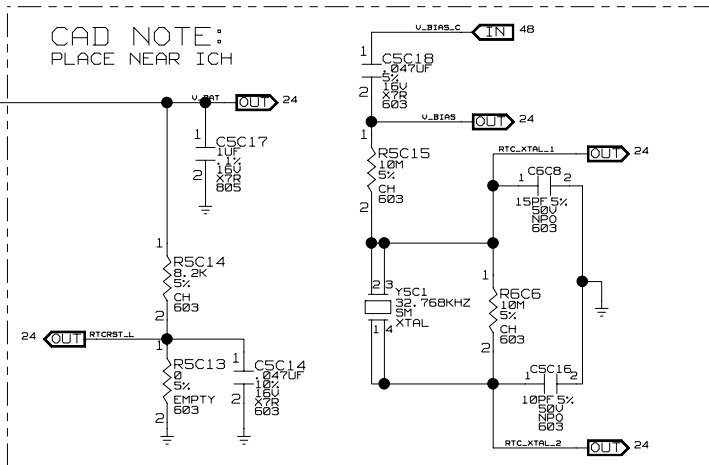 CAD NOTE:
PLACE NEAR ICH
V_BIAS_C
IN
48
1
C5C18
.047UF
5%
16V
X7R
603
2
V_BAT
OUT
24
V_BIAS
OUT
24
1
C5C17
1UF
.1%
16V
X7R
805
2
1
R5C15
10M
5%
CH
603
2
RTC_XTAL_1
OUT
24
C6C8
1
2
15PF 5%
50V
NPO
603
1
R5C14
8.2K
5%
CH
603
2
2
3
Y5C1
32.768KHZ
SM
XTAL
1
4
1
R6C6
10M
5%
CH
603
2
24
OUT
RTCRST_L
1
R5C13
0
5%
EMPTY
603
2
1
C5C14
.047UF
10%
16V
X7R
603
2
C5C16
1
2
10PF 5%
50V
NPO
603
RTC_XTAL_2
OUT
24